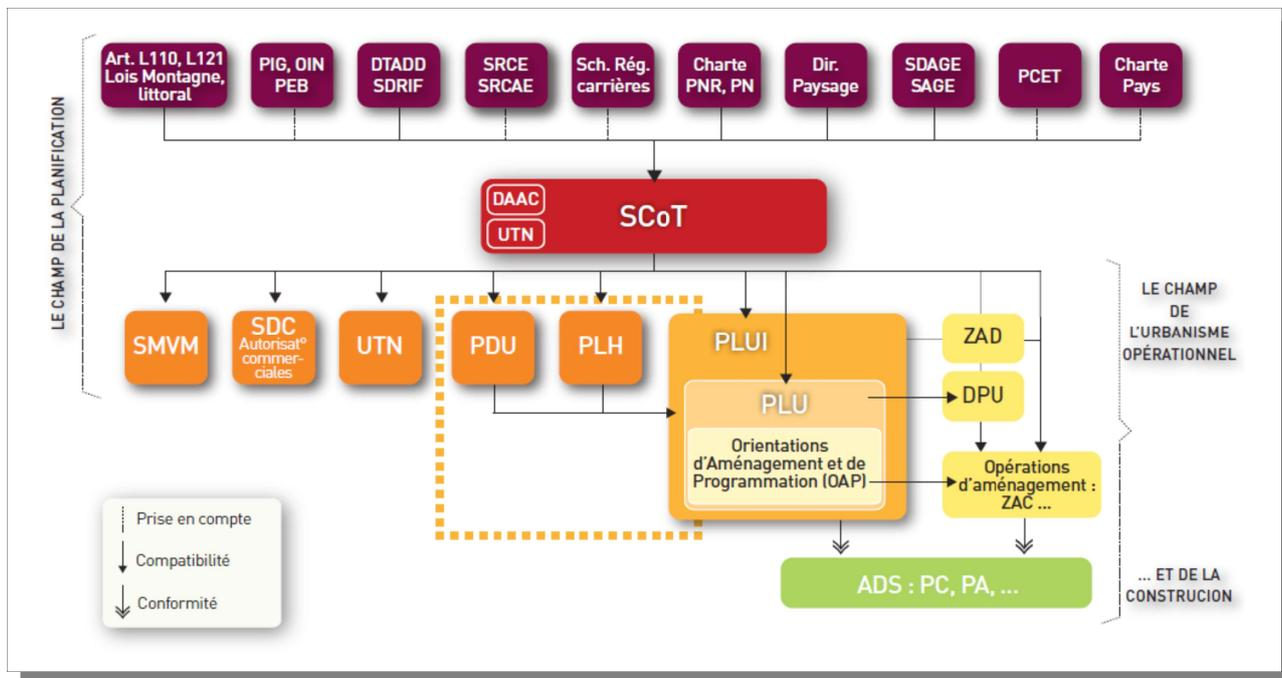 LE CHAMP DE LA PLANIFICATION
Art. L110, L121
Lois Montagne,
littoral
PIG, OIN
PEB
DTADD
SDRIF
SRCE
SRCAE
Sch. Rég.
carrières
Charte
PNR, PN
Dir.
Paysage
SDAGE
SAGE
PCET
Charte
Pays
DAAC
UTN
SCoT
SMVM
SDC
Autorisat°
commer-
ciales
UTN
PDU
PLH
PLUI
PLU
Orientations
d'Aménagement et de
Programmation (OAP)
ZAD
DPU
Opérations
d'aménagement :
ZAC ...
ADS : PC, PA, ...
LE CHAMP
DE
L'URBANISME
OPÉRATIONNEL
... ET DE LA
CONSTRUCION
Prise en compte
Compatibilité
Conformité